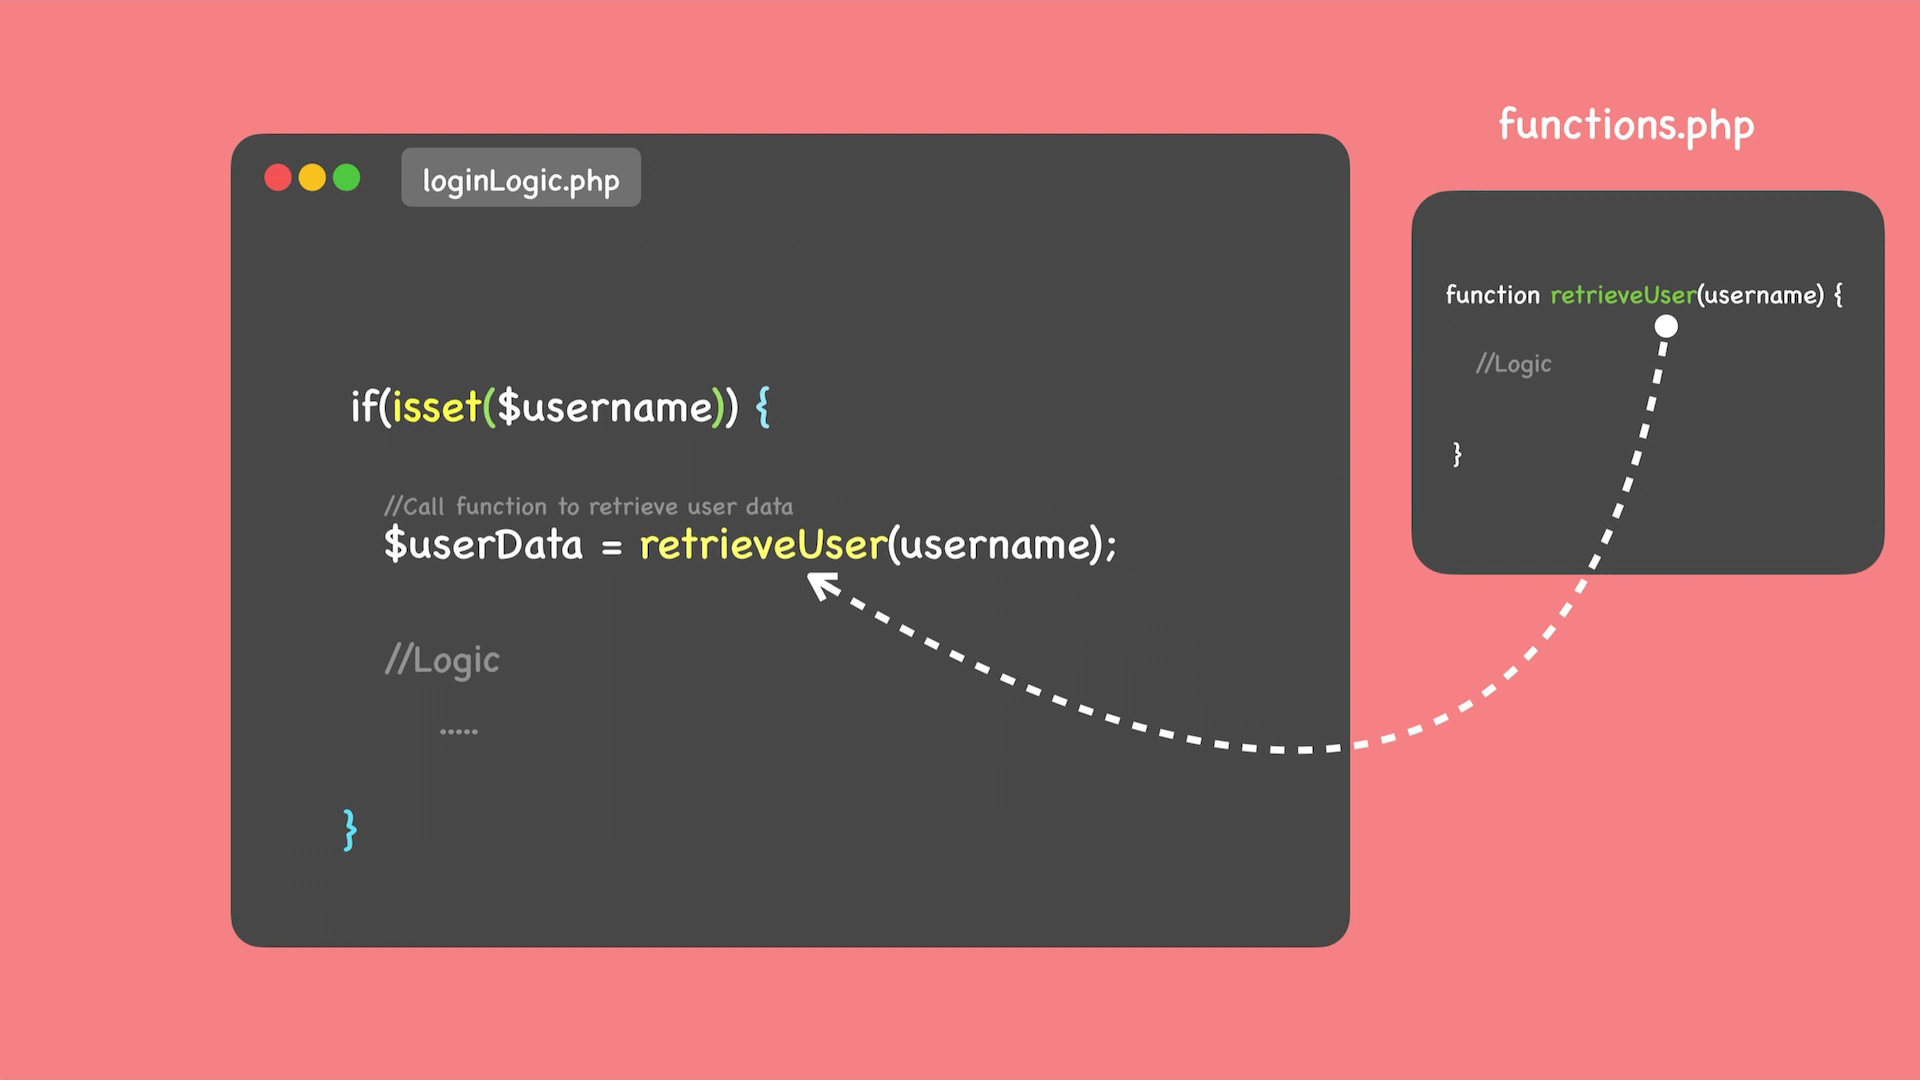 loginLogic.php
if(isset($username)) {
//Call function to retrieve user data
$userData = retrieveUser(username);
//Logic
.....
}
functions.php
function retrieveUser(username) {
//Logic
}